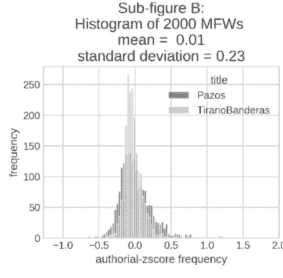 Sub-figure B:
Histogram of 2000 MFWs
mean = 0.01
standard deviation = 0.23
title
Pazos
TiranoBanderas
frequency
250
200
150
100
50
0
−1.0 −0.5 0.0 0.5 1.0 1.5 2.0
authorial-zscore frequency